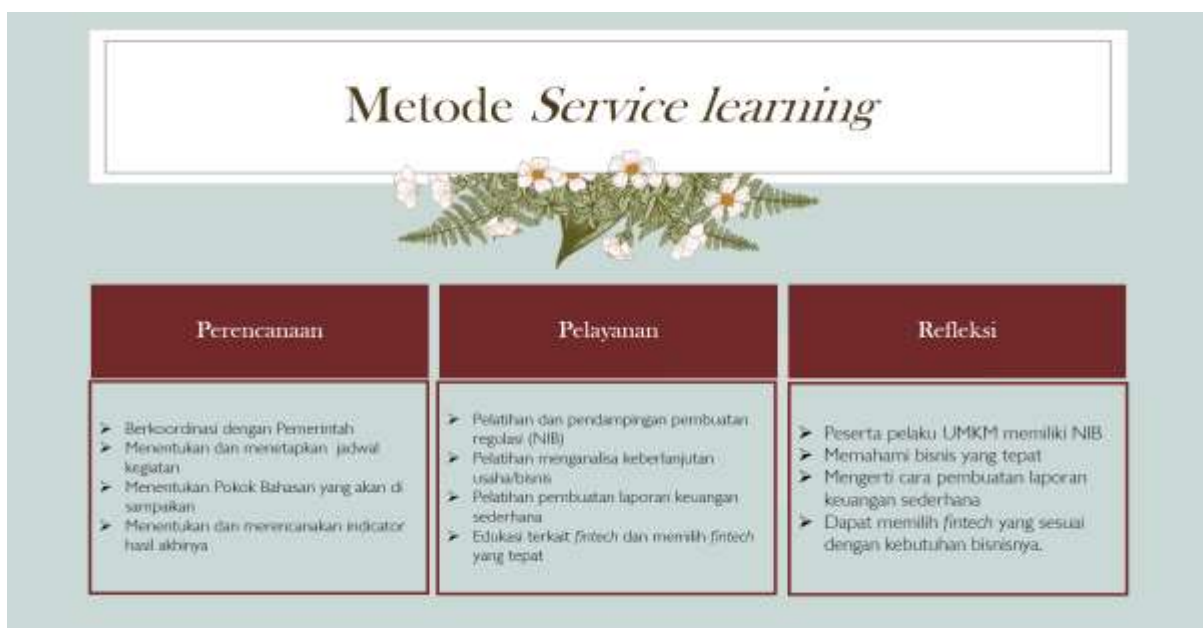 Metode Service learning
Perencanaan
➢ Berkoordinasi dengan Pemerintah
➢ Menentukan dan menetapkan jadwal
kegiatan
➢ Menentukan Pokok Bahasan yang akan di
sampaikan
➢ Menentukan dan merencanakan indicator
hasil akbinya
Pelayanan
➢ Pelatihan dan pendampingan pembuatan
regolasi (NIB)
➢ Pelatihan menganalisa keberlanjutan
usaha/bisnis
➢ Pelatihan pembuatan laporan keuangan
sederhana
➢ Edukasi terkait fintech dan memilih fintech
yang tepat
Refleksi
➢ Peserta pelaku UMKM memiliki NIB
➢ Memahami bisnis yang tepat
➢ Mengerti cara pembuatan laporan
keuangan sederhana
➢ Dapat memilih fintech yang sesuai
dengan kebutuhan bisnisnya.